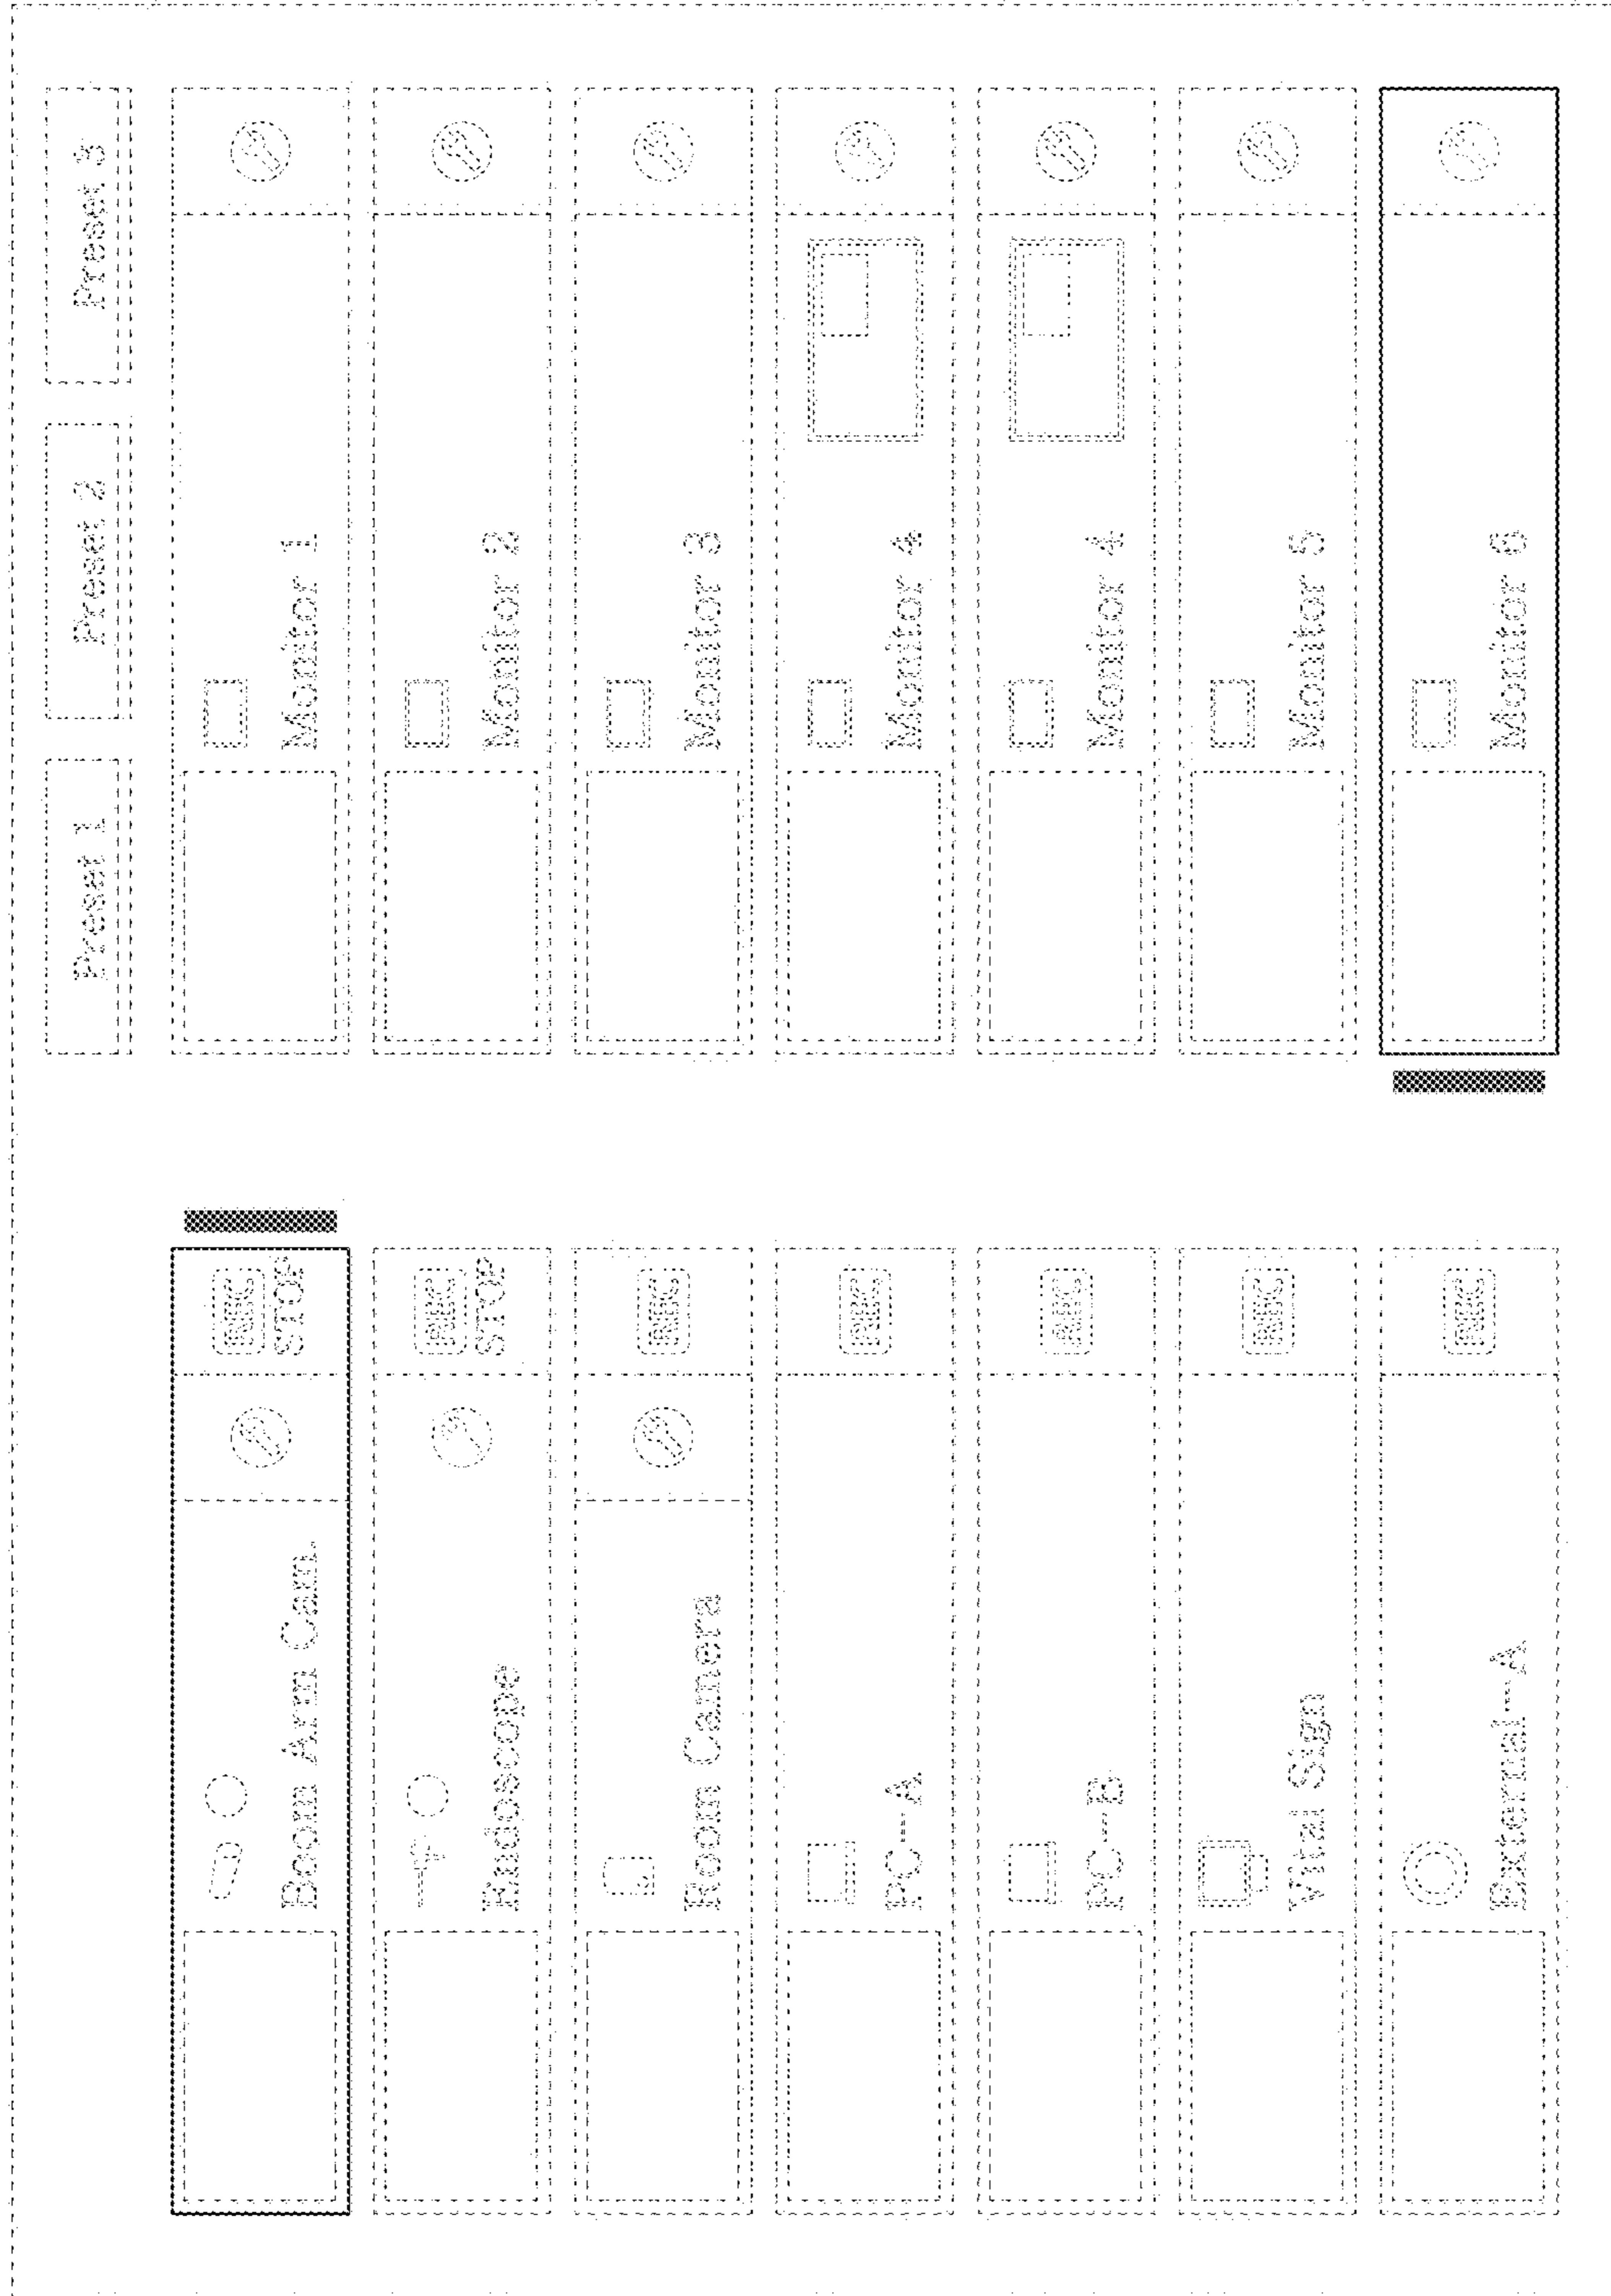 Preset 1 Preset 2 Preset 3
REC
STOP
Boom Arm Cam.
Monitor 1
REC
STOP
Endoscope
Monitor 2
REC
Room Camera
Monitor 3
REC
PC-A
Monitor 4
REC
PC-B
Monitor 4
REC
Vital Sign
Monitor 5
REC
External-A
Monitor 6